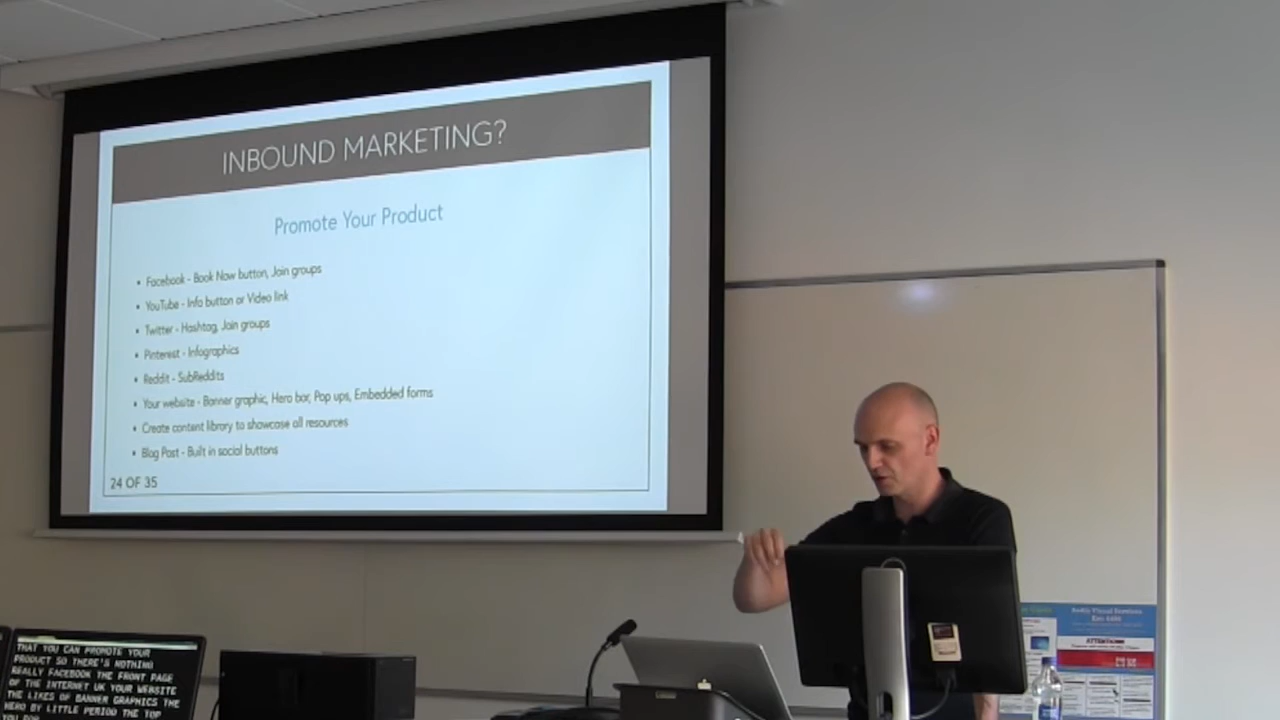 INBOUND MARKETING?
Promote Your Product
• Facebook - Book Now button, Join groups
• YouTube - Info button or Video link
• Twitter - Hashtag, Join groups
• Pinterest - Infographics
• Reddit - SubReddits
• Your website - Banner graphic, Hero bar, Pop ups, Embedded forms
• Create content library to showcase all resources
• Blog Post - Built in social buttons
24 OF 35
THAT YOU CAN PROMOTE YOUR
PRODUCT SO THERE'S NOTHING
REALLY FACEBOOK THE FRONT PAGE
OF THE INTERNET UK YOUR WEBSITE
THE LIKES OF BANNER GRAPHICS THE
HERO BY LITTLE PERIOD THE TOP
Audio Visual Services
ATTENTION